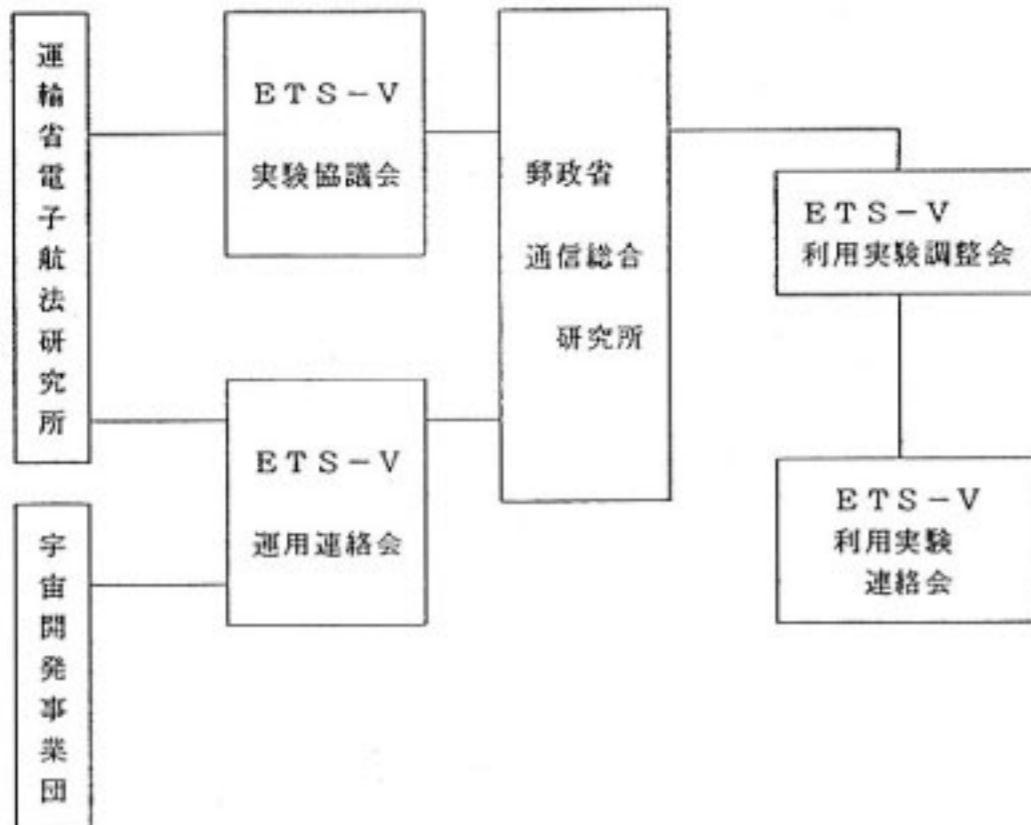 運輸省電子航法研究所
ETS-V
実験協議会
郵政省
通信総合
研究所
ETS-V
利用実験調整会
ETS-V
運用連絡会
ETS-V
利用実験
連絡会
宇宙開発事業団